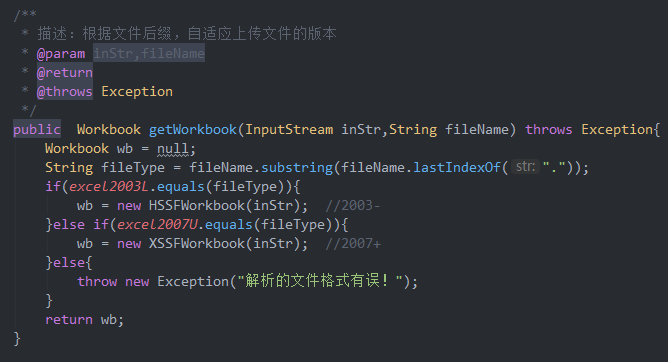 /**
 * 描述：根据文件后缀，自适应上传文件的版本
 * @param inStr,fileName
 * @return
 * @throws Exception
 */
public  Workbook getWorkbook(InputStream inStr,String fileName) throws Exception{
    Workbook wb = null;
    String fileType = fileName.substring(fileName.lastIndexOf( str: "."));
    if(excel2003L.equals(fileType)){
        wb = new HSSFWorkbook(inStr);  //2003-
    }else if(excel2007U.equals(fileType)){
        wb = new XSSFWorkbook(inStr);  //2007+
    }else{
        throw new Exception("解析的文件格式有误！");
    }
    return wb;
}